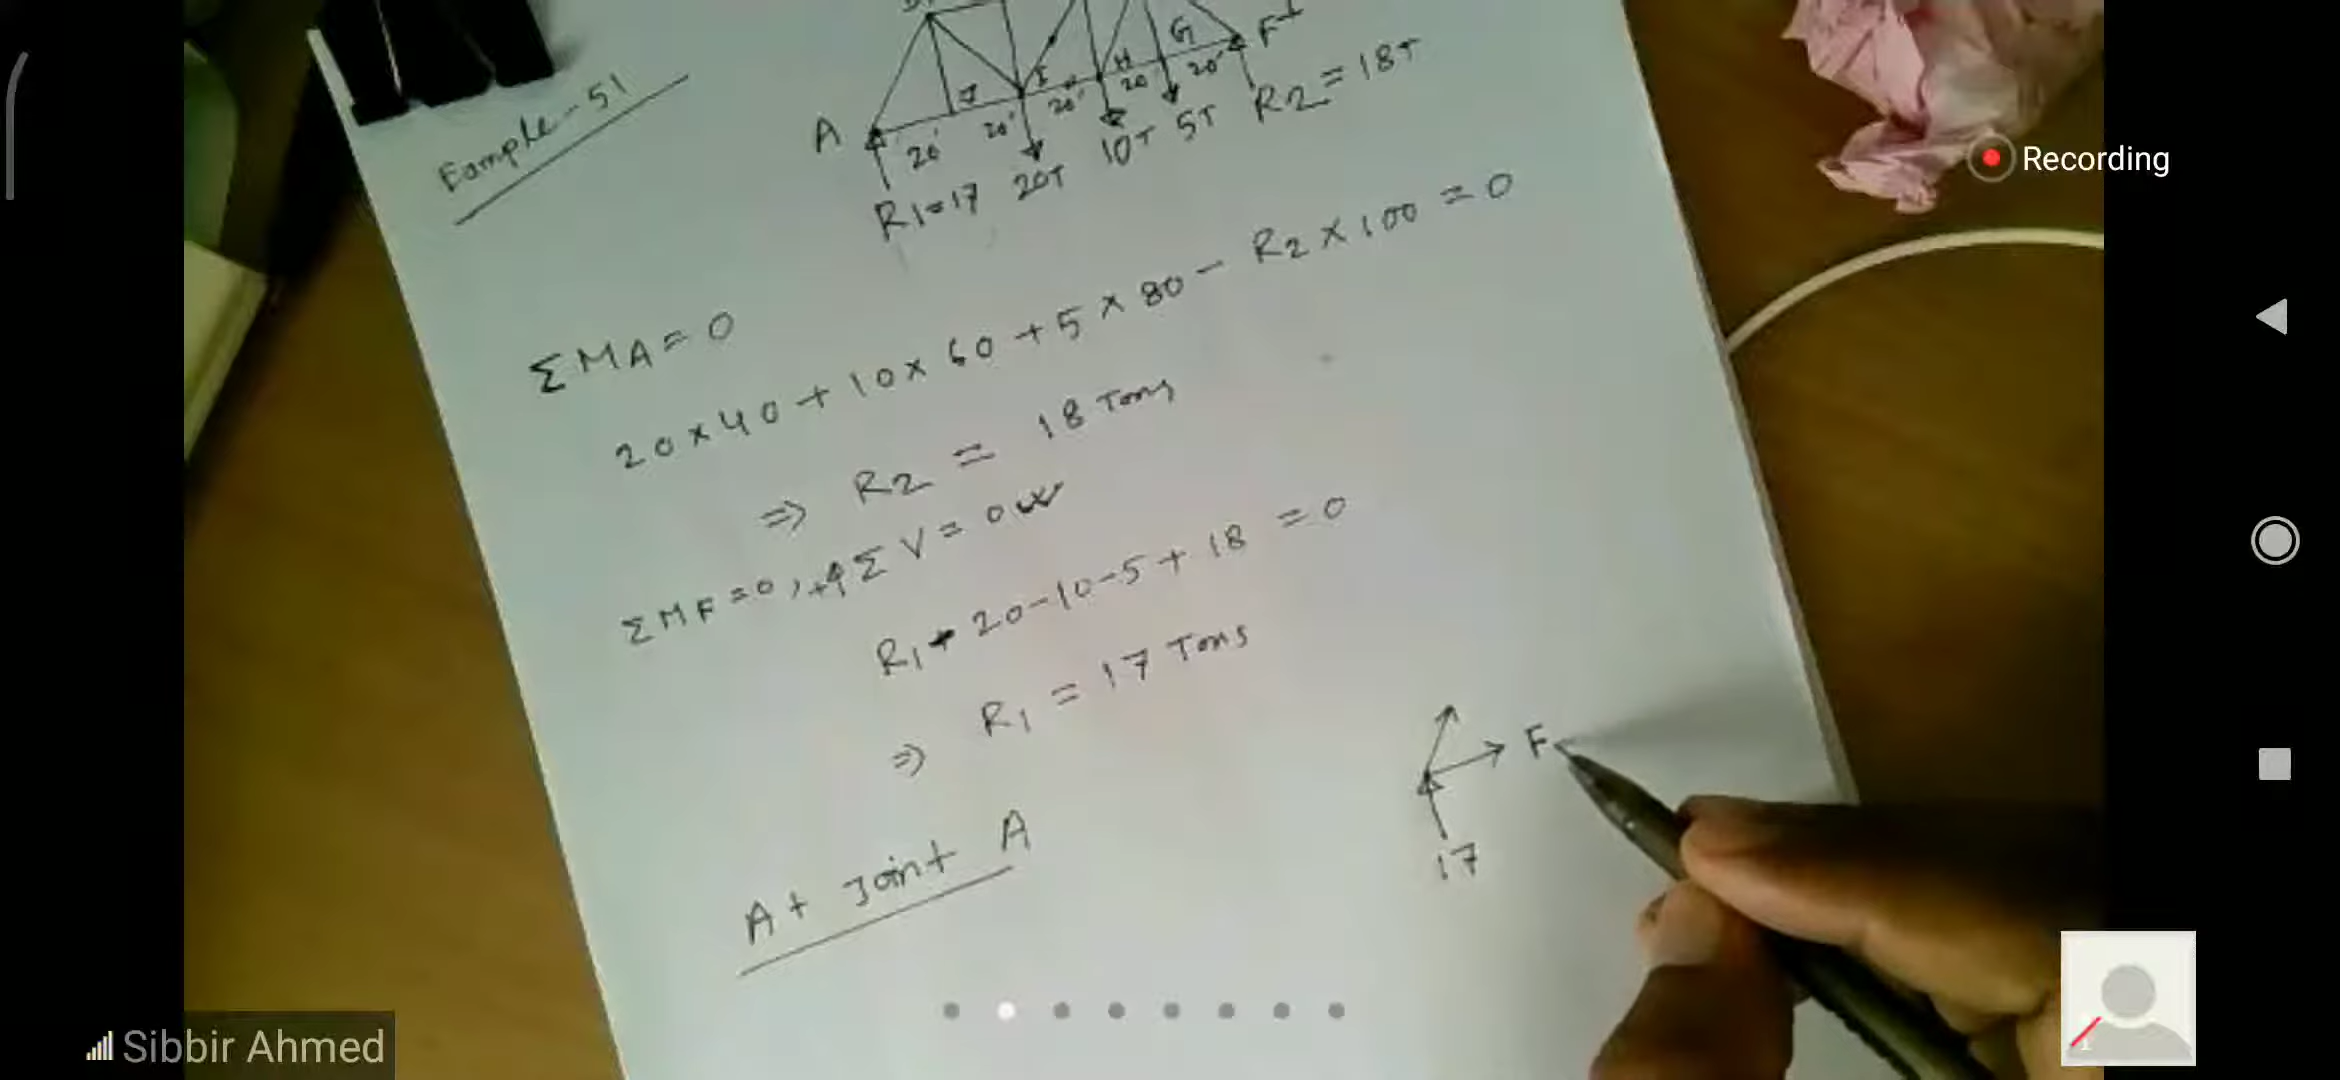 Eample-51
A
J
I
H
G
F
20'
20'
20'
20
20'
R1=17
20T
10T
5T
R2=18T
ΣMA=0
20×40+10×60+5×80-R2×100=0
⇒ R2 = 18 Tons
ΣMF=0, +↑ΣV=0
R1-20-10-5+18=0
⇒ R1 = 17 Tons
At Joint A
F
17
Recording
Sibbir Ahmed